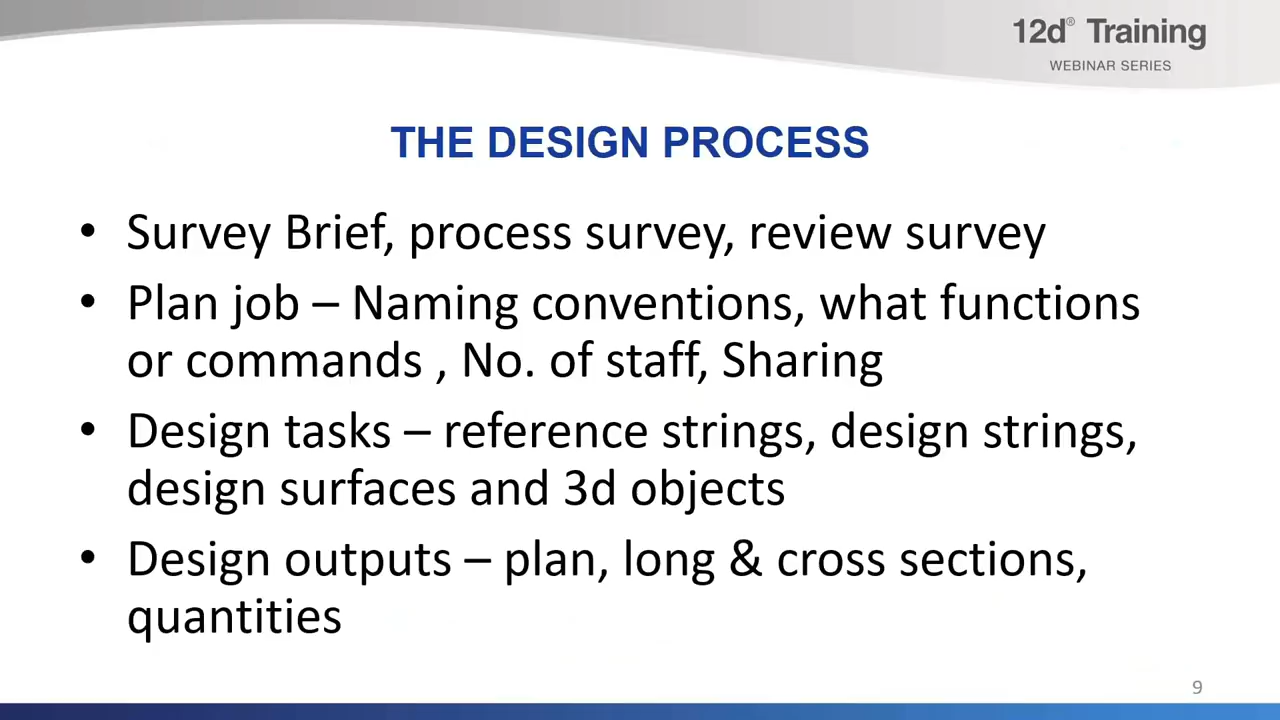 12d® Training
WEBINAR SERIES
THE DESIGN PROCESS
• Survey Brief, process survey, review survey
• Plan job – Naming conventions, what functions
or commands , No. of staff, Sharing
• Design tasks – reference strings, design strings,
design surfaces and 3d objects
• Design outputs – plan, long & cross sections,
quantities
9